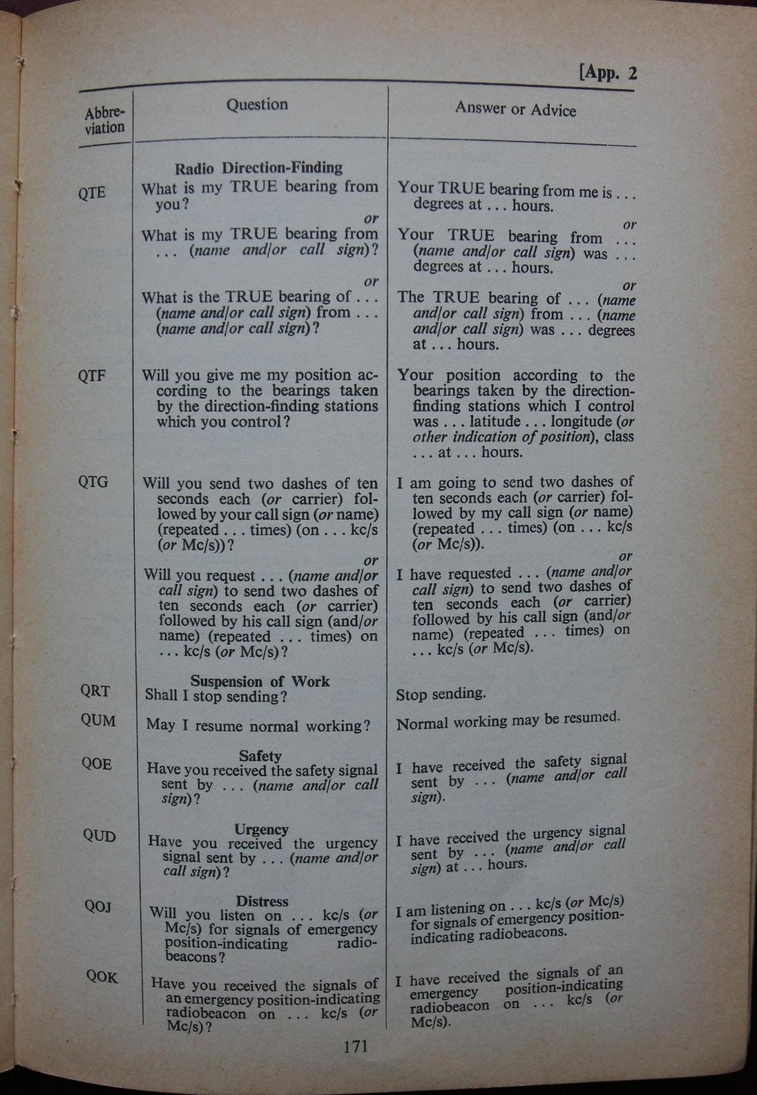 [App. 2
Abbre-
viation
Question
Answer or Advice
Radio Direction-Finding
QTE
What is my TRUE bearing from
you?
or
What is my TRUE bearing from
... (name and/or call sign)?
or
What is the TRUE bearing of ...
(name and/or call sign) from ...
(name and/or call sign)?
Your TRUE bearing from me is ...
degrees at ... hours.
or
Your TRUE bearing from ...
(name and/or call sign) was ...
degrees at ... hours.
or
The TRUE bearing of ... (name
and/or call sign) from ... (name
and/or call sign) was ... degrees
at ... hours.
QTF
Will you give me my position ac-
cording to the bearings taken
by the direction-finding stations
which you control?
Your position according to the
bearings taken by the direction-
finding stations which I control
was ... latitude ... longitude (or
other indication of position), class
... at ... hours.
QTG
Will you send two dashes of ten
seconds each (or carrier) fol-
lowed by your call sign (or name)
(repeated ... times) (on ... kc/s
(or Mc/s))?
or
Will you request ... (name and/or
call sign) to send two dashes of
ten seconds each (or carrier)
followed by his call sign (and/or
name) (repeated ... times) on
... kc/s (or Mc/s)?
I am going to send two dashes of
ten seconds each (or carrier) fol-
lowed by my call sign (or name)
(repeated ... times) (on ... kc/s
(or Mc/s)).
or
I have requested ... (name and/or
call sign) to send two dashes of
ten seconds each (or carrier)
followed by his call sign (and/or
name) (repeated ... times) on
... kc/s (or Mc/s).
Suspension of Work
QRT
Shall I stop sending?
Stop sending.
QUM
May I resume normal working?
Normal working may be resumed.
Safety
QOE
Have you received the safety signal
sent by ... (name and/or call
sign)?
I have received the safety signal
sent by ... (name and/or call
sign).
Urgency
QUD
Have you received the urgency
signal sent by ... (name and/or
call sign)?
I have received the urgency signal
sent by ... (name and/or call
sign) at ... hours.
Distress
QOJ
Will you listen on ... kc/s (or
Mc/s) for signals of emergency
position-indicating radio-
beacons?
I am listening on ... kc/s (or Mc/s)
for signals of emergency position-
indicating radiobeacons.
QOK
Have you received the signals of
an emergency position-indicating
radiobeacon on ... kc/s (or
Mc/s)?
I have received the signals of an
emergency position-indicating
radiobeacon on ... kc/s (or
Mc/s).
171